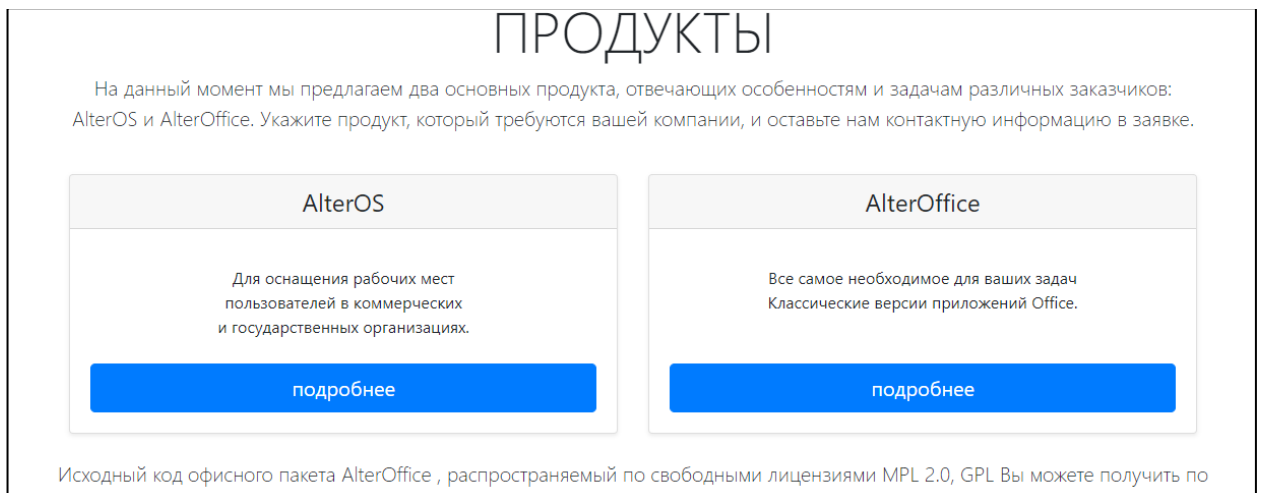 ПРОДУКТЫ
На данный момент мы предлагаем два основных продукта, отвечающих особенностям и задачам различных заказчиков:
AlterOS и AlterOffice. Укажите продукт, который требуются вашей компании, и оставьте нам контактную информацию в заявке.
AlterOS
Для оснащения рабочих мест
пользователей в коммерческих
и государственных организациях.
подробнее
AlterOffice
Все самое необходимое для ваших задач
Классические версии приложений Office.
подробнее
Исходный код офисного пакета AlterOffice , распространяемый по свободными лицензиями MPL 2.0, GPL Вы можете получить по